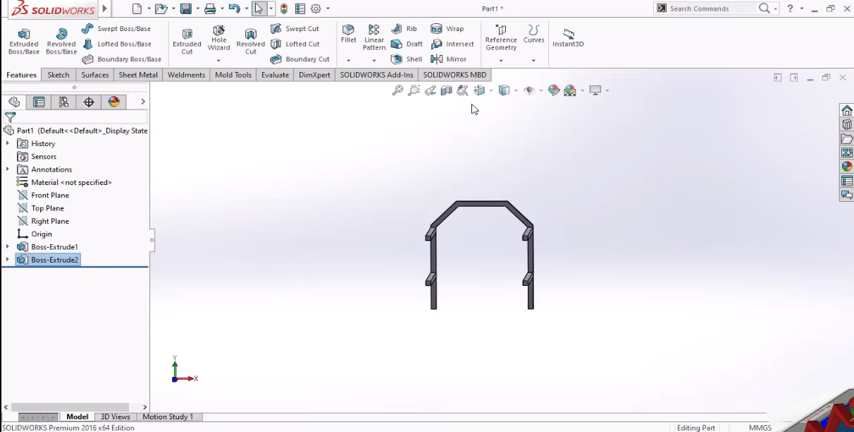 SOLIDWORKS
Part1 *
Search Commands
Extruded Boss/Base
Revolved Boss/Base
Swept Boss/Base
Lofted Boss/Base
Boundary Boss/Base
Extruded Cut
Hole Wizard
Revolved Cut
Swept Cut
Lofted Cut
Boundary Cut
Fillet
Linear Pattern
Rib
Draft
Shell
Wrap
Intersect
Mirror
Reference Geometry
Curves
Instant3D
Features
Sketch
Surfaces
Sheet Metal
Weldments
Mold Tools
Evaluate
DimXpert
SOLIDWORKS Add-Ins
SOLIDWORKS MBD
Part1 (Default<<Default>_Display State
History
Sensors
Annotations
Material <not specified>
Front Plane
Top Plane
Right Plane
Origin
Boss-Extrude1
Boss-Extrude2
Y
X
Model
3D Views
Motion Study 1
SOLIDWORKS Premium 2016 x64 Edition
Editing Part
MMGS